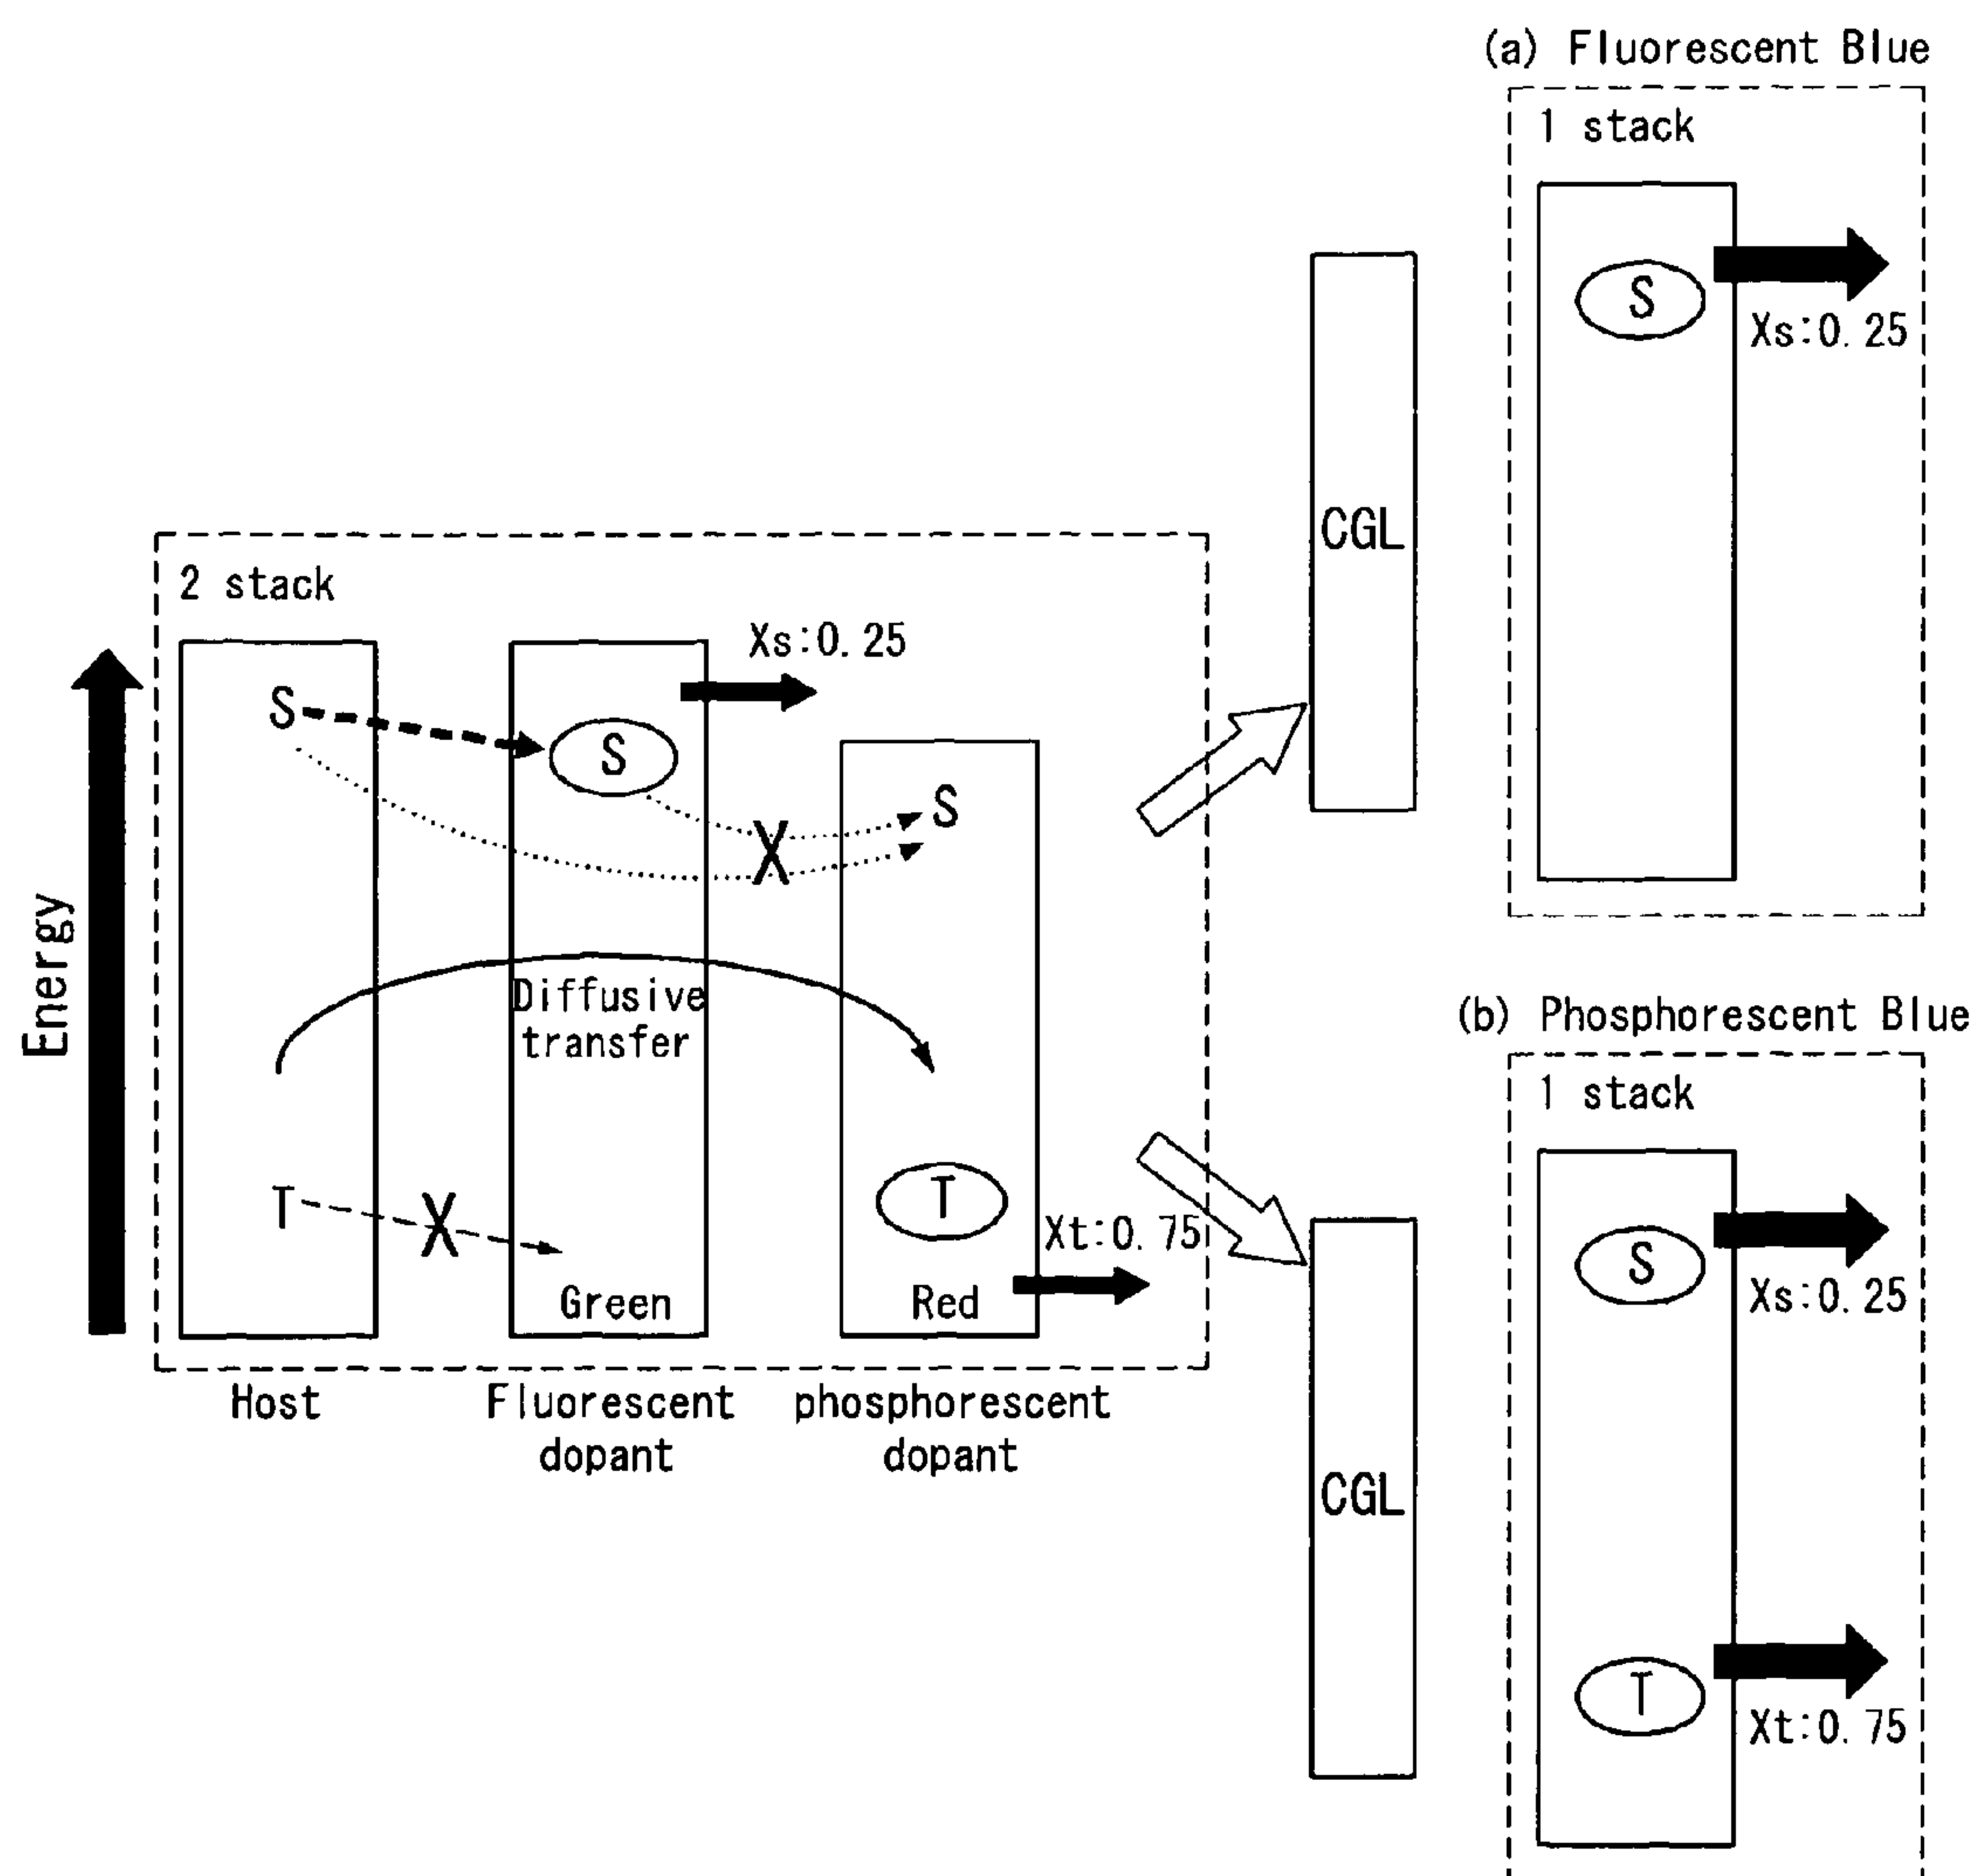 (a) Fluorescent Blue
1 stack
S
Xs:0.25
CGL
2 stack
Xs:0.25
S
S
S
X
Energy
Diffusive
transfer
T
X
T
Xt:0.75
Green
Red
Host
Fluorescent
dopant
phosphorescent
dopant
(b) Phosphorescent Blue
1 stack
S
Xs:0.25
CGL
T
Xt:0.75